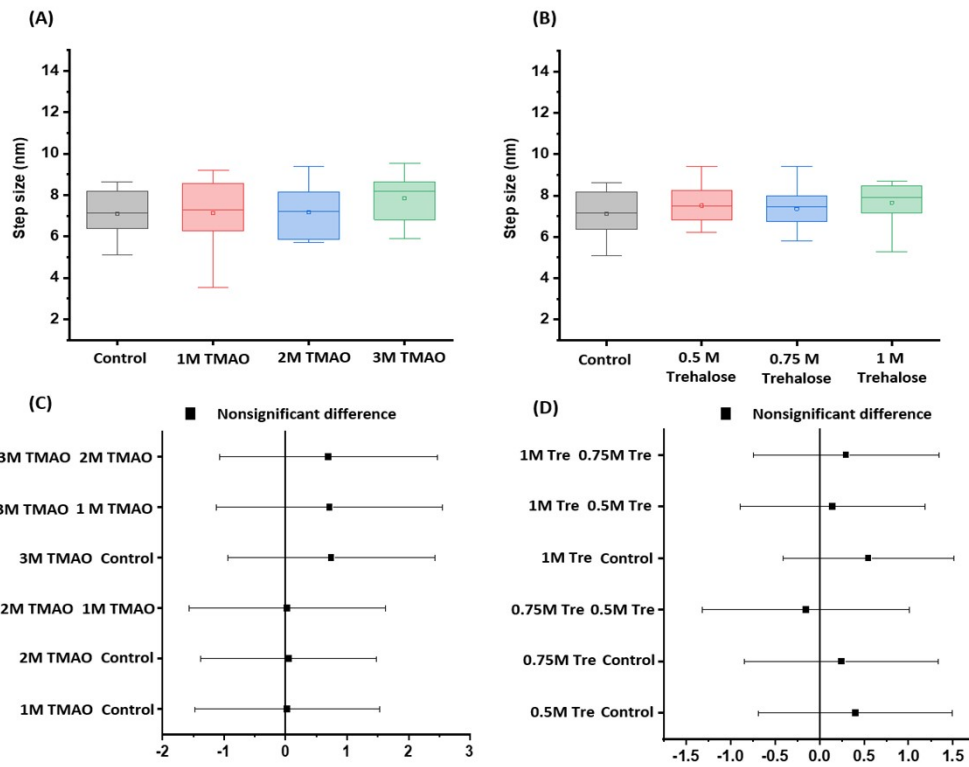 (A)
Step size (nm)
14
12
10
8
6
4
2
Control
1M TMAO
2M TMAO
3M TMAO
(B)
Step size (nm)
14
12
10
8
6
4
2
Control
0.5 M
Trehalose
0.75 M
Trehalose
1 M
Trehalose
(C)
Nonsignificant difference
3M TMAO 2M TMAO
3M TMAO 1 M TMAO
3M TMAO Control
2M TMAO 1M TMAO
2M TMAO Control
1M TMAO Control
-2
-1
0
1
2
3
(D)
Nonsignificant difference
1M Tre 0.75M Tre
1M Tre 0.5M Tre
1M Tre Control
0.75M Tre 0.5M Tre
0.75M Tre Control
0.5M Tre Control
-1.5
-1.0
-0.5
0.0
0.5
1.0
1.5